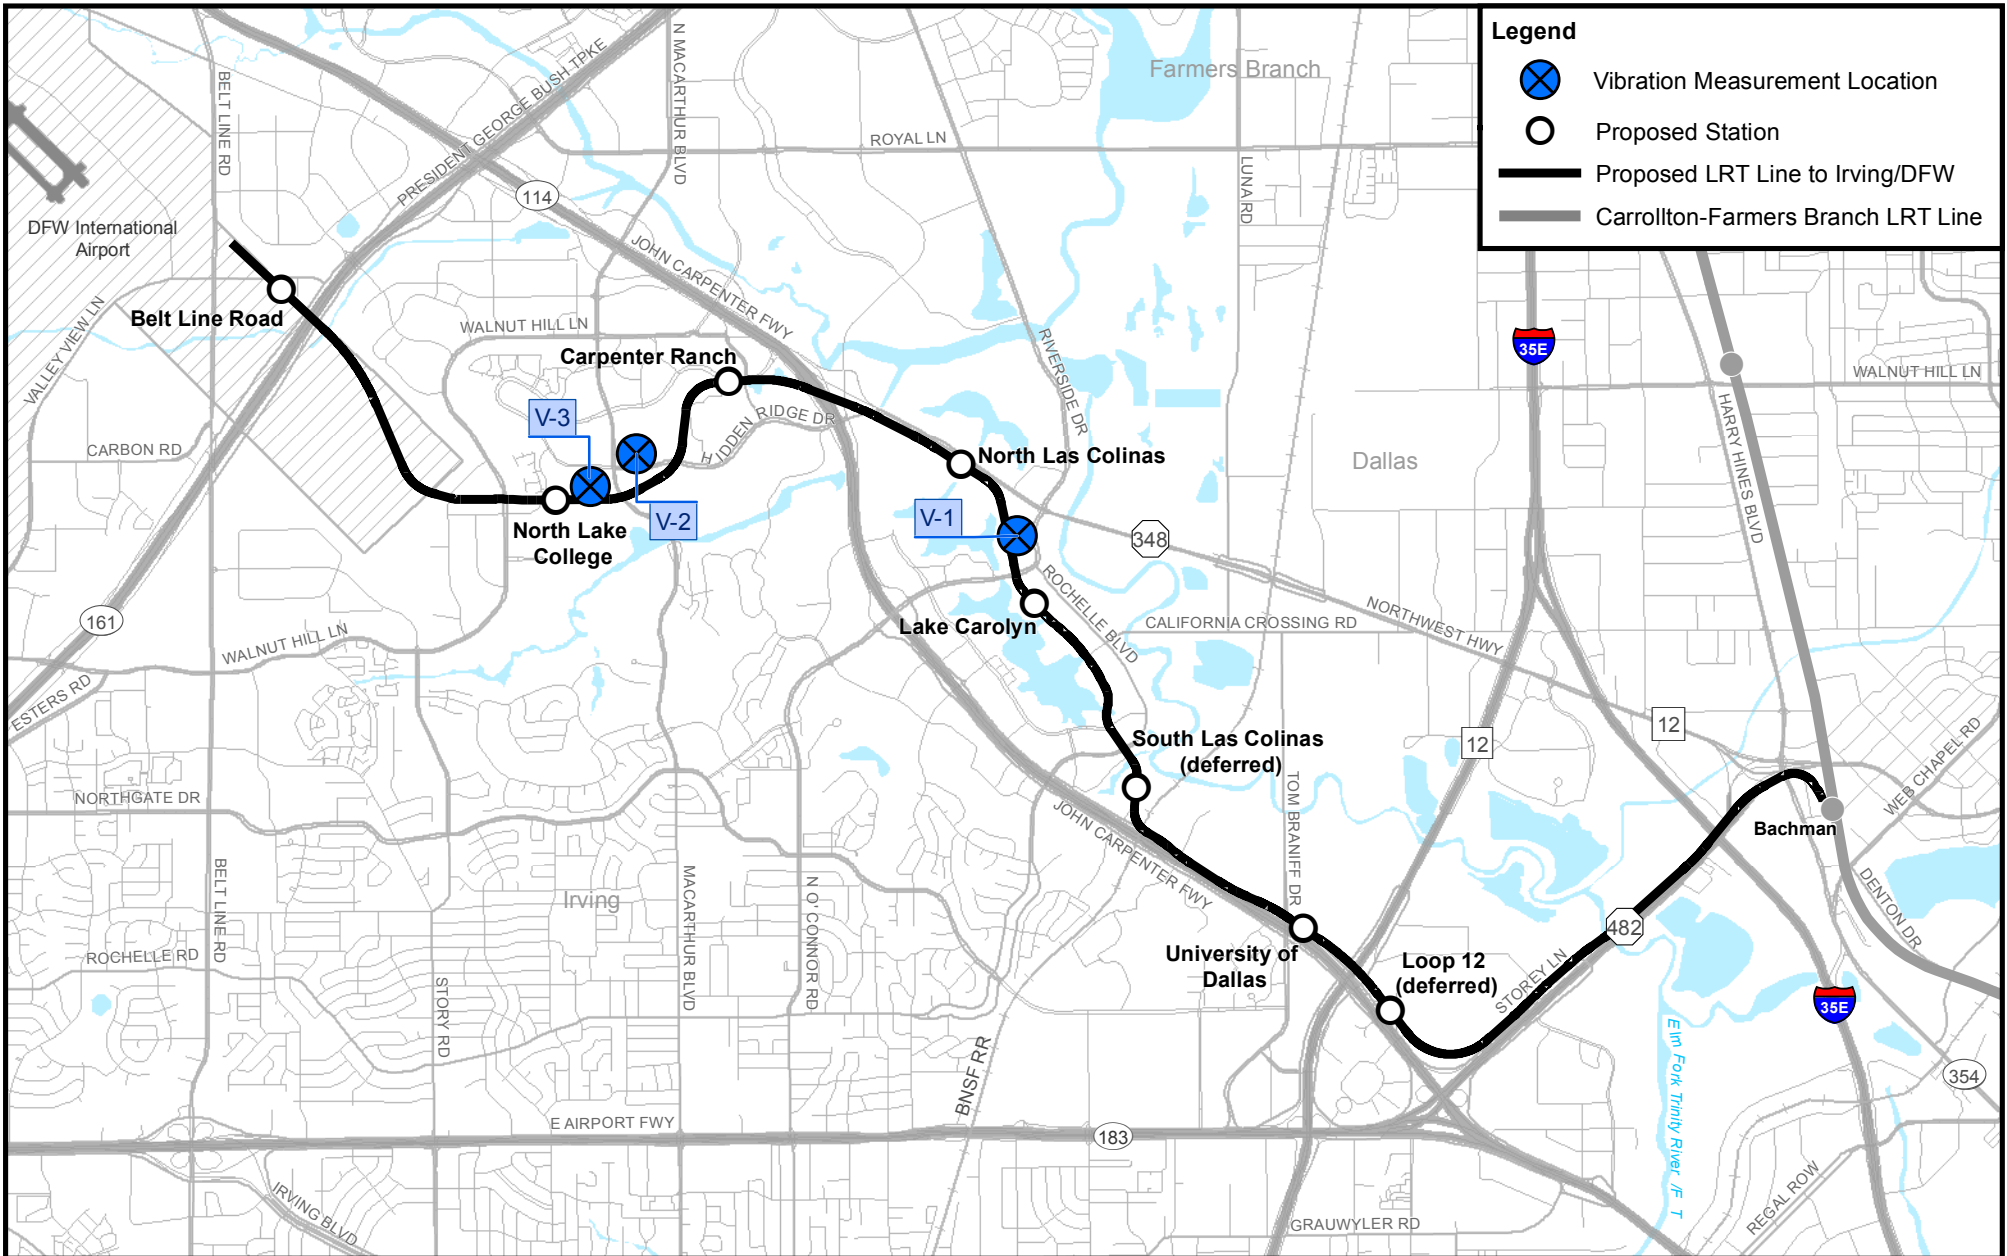 Legend
Vibration Measurement Location
Proposed Station
Proposed LRT Line to Irving/DFW
Carrollton-Farmers Branch LRT Line
Farmers Branch
N MACARTHUR BLVD
BELT LINE RD
PRESIDENT GEORGE BUSH TPKE
ROYAL LN
LUNA RD
114
DFW International
Airport
JOHN CARPENTER FWY
Belt Line Road
VALLEY VIEW LN
WALNUT HILL LN
Carpenter Ranch
RIVERSIDE DR
35E
WALNUT HILL LN
HARRY HINES BLVD
V-3
HIDDEN RIDGE DR
CARBON RD
North Las Colinas
Dallas
V-1
V-2
North Lake
College
348
ROCHELLE BLVD
NORTHWEST HWY
161
Lake Carolyn
CALIFORNIA CROSSING RD
WALNUT HILL LN
ESTERS RD
12
12
South Las Colinas
(deferred)
WEB CHAPEL RD
TOM BRANIFF DR
NORTHGATE DR
JOHN CARPENTER FWY
Bachman
BELT LINE RD
MACARTHUR BLVD
N O'CONNOR RD
Irving
DENTON DR
482
University of
Dallas
Loop 12
(deferred)
STOREY LN
ROCHELLE RD
STORY RD
35E
Elm Fork Trinity River /F T
BNSF RR
354
E AIRPORT FWY
183
IRVING BLVD
GRAUWYLER RD
REGAL ROW